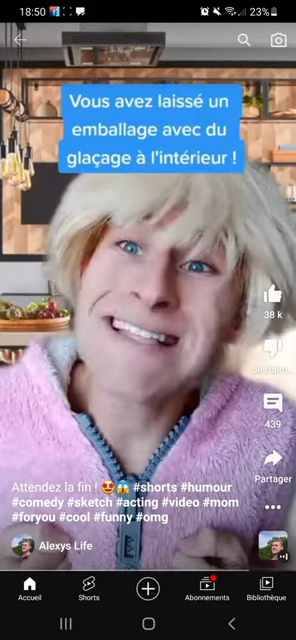 18:50
23%
Vous avez laissé un
emballage avec du
glaçage à l'intérieur !
38 k
439
Partager
Attendez la fin ! 🤩😱 #shorts #humour
#comedy #sketch #acting #video #mom
#foryou #cool #funny #omg
Alexys Life
Accueil
Shorts
Abonnements
Bibliothèque